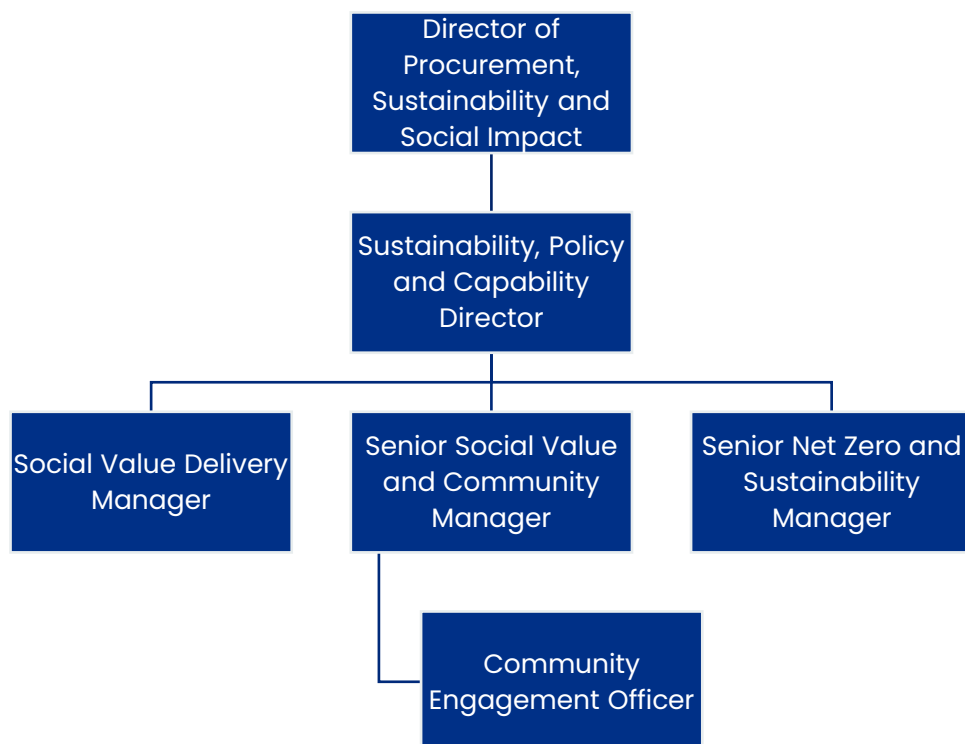 Director of
Procurement,
Sustainability and
Social Impact
Sustainability, Policy
and Capability
Director
Social Value Delivery
Manager
Senior Social Value
and Community
Manager
Senior Net Zero and
Sustainability
Manager
Community
Engagement Officer